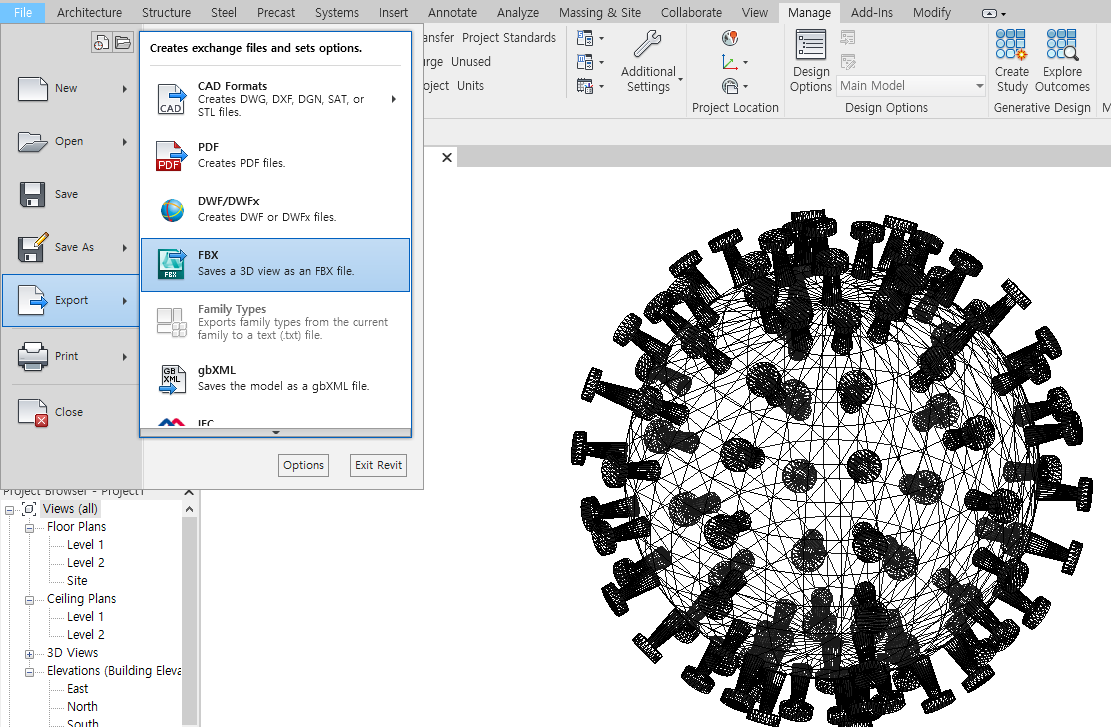 File Architecture Structure Steel Precast Systems Insert Annotate Analyze Massing & Site Collaborate View Manage Add-Ins Modify
Creates exchange files and sets options.
New
Open
Save
Save As
Export
Print
Close
CAD
CAD Formats
Creates DWG, DXF, DGN, SAT, or
STL files.
PDF
PDF
Creates PDF files.
DWF/DWFx
Creates DWF or DWFx files.
FBX
FBX
Saves a 3D view as an FBX file.
Family Types
Exports family types from the current
family to a text (.txt) file.
GB
XML
gbXML
Saves the model as a gbXML file.
IFC
Options
Exit Revit
ansfer Project Standards
urge Unused
oject Units
Additional
Settings
Project Location
Design
Options
Main Model
Design Options
Create
Study
Explore
Outcomes
Generative Design
M
Project Browser - Project1
Views (all)
Floor Plans
Level 1
Level 2
Site
Ceiling Plans
Level 1
Level 2
3D Views
Elevations (Building Eleva
East
North
South